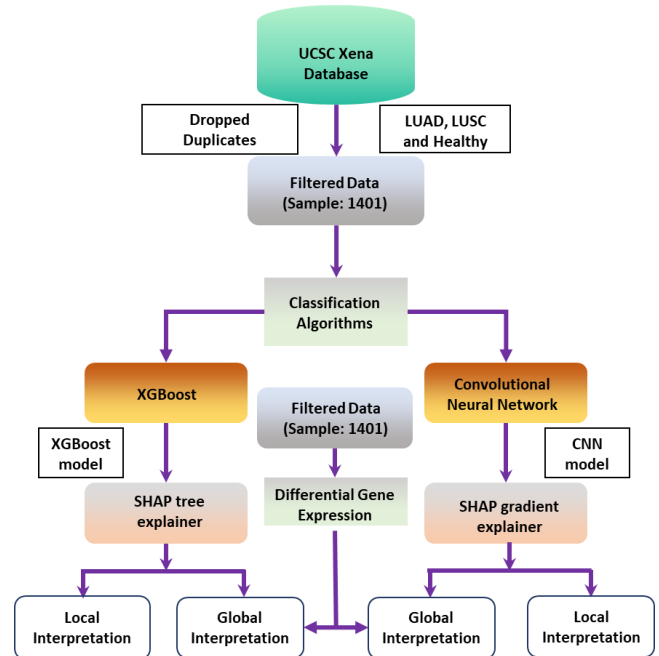 UCSC Xena
Database
Dropped
Duplicates
LUAD, LUSC
and Healthy
Filtered Data
(Sample: 1401)
Classification
Algorithms
XGBoost
Filtered Data
(Sample: 1401)
Convolutional
Neural Network
XGBoost
model
CNN
model
SHAP tree
explainer
Differential Gene
Expression
SHAP gradient
explainer
Local
Interpretation
Global
Interpretation
Global
Interpretation
Local
Interpretation